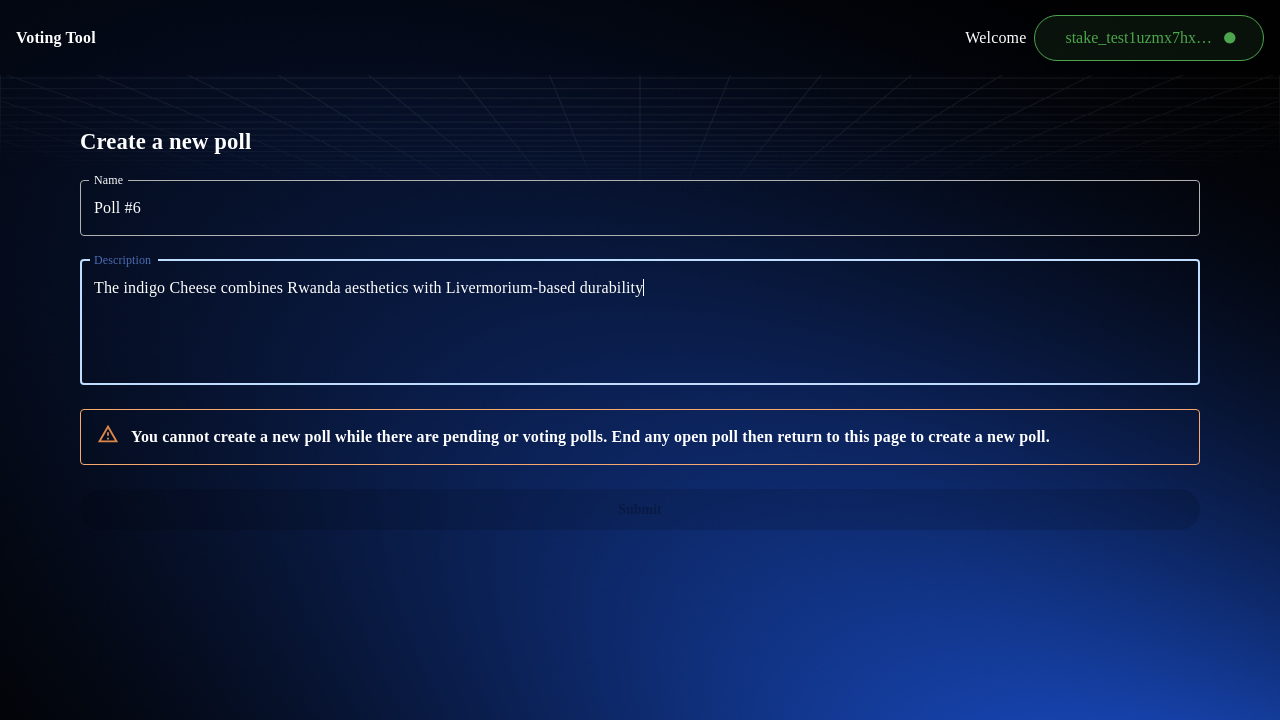 Voting Tool
Welcome
stake_test1uzmx7hx…
Create a new poll
Name
Poll #6
Description
The indigo Cheese combines Rwanda aesthetics with Livermorium-based durability
You cannot create a new poll while there are pending or voting polls. End any open poll then return to this page to create a new poll.
Submit